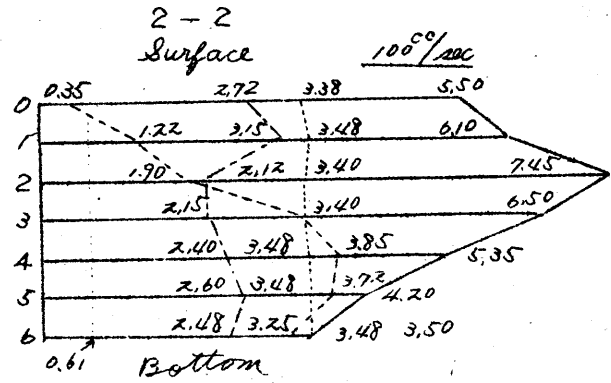 2-2
Surface 100 cc/sec
0 0.35 2,72 3.38 5,50
1 1.22 3,15 3.48 6,10
2 1.90 2,12 3,40 7.45
3 2,15 3,40 6,50
4 2,40 3,48 3,85 5,35
5 2,60 3,48 3,72 4.20
6 2,48 3,25, 3,48 3,50
0.61 Bottom